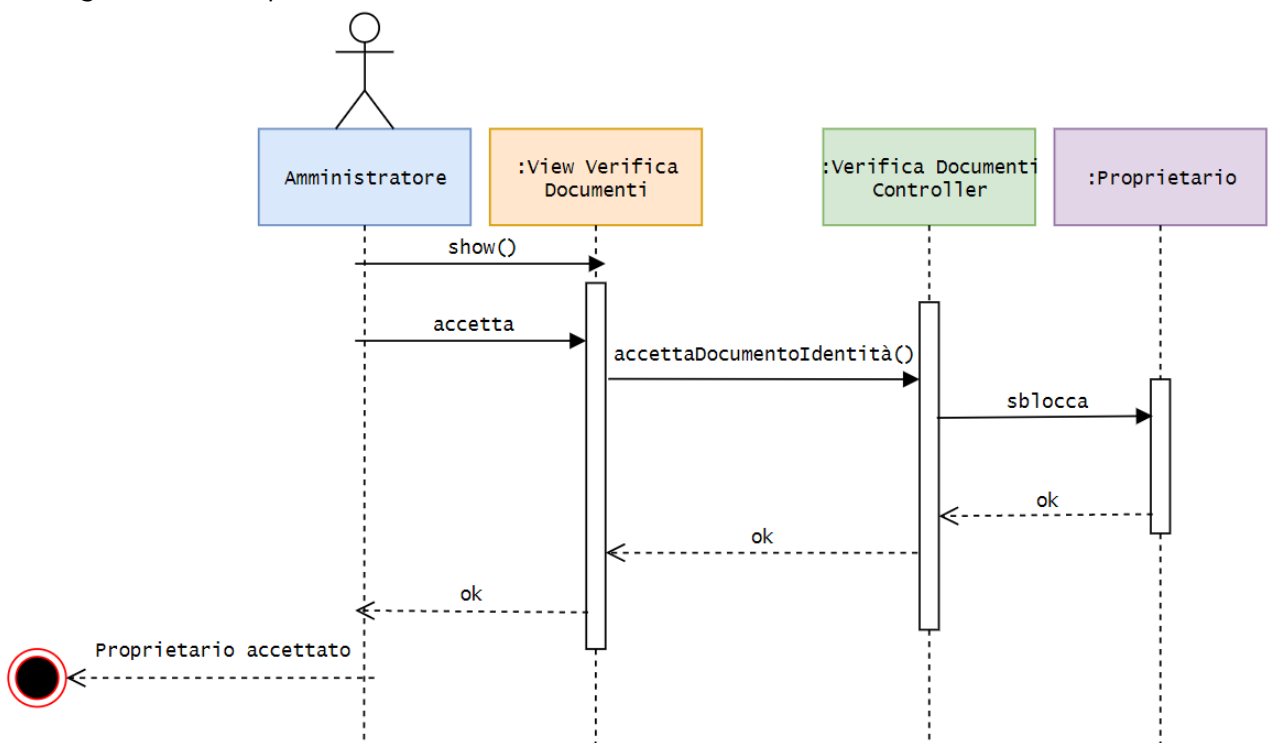 Amministratore
:View Verifica
Documenti
:Verifica Documenti
Controller
:Proprietario
show()
accetta
accettaDocumentoIdentità()
sblocca
ok
ok
ok
Proprietario accettato